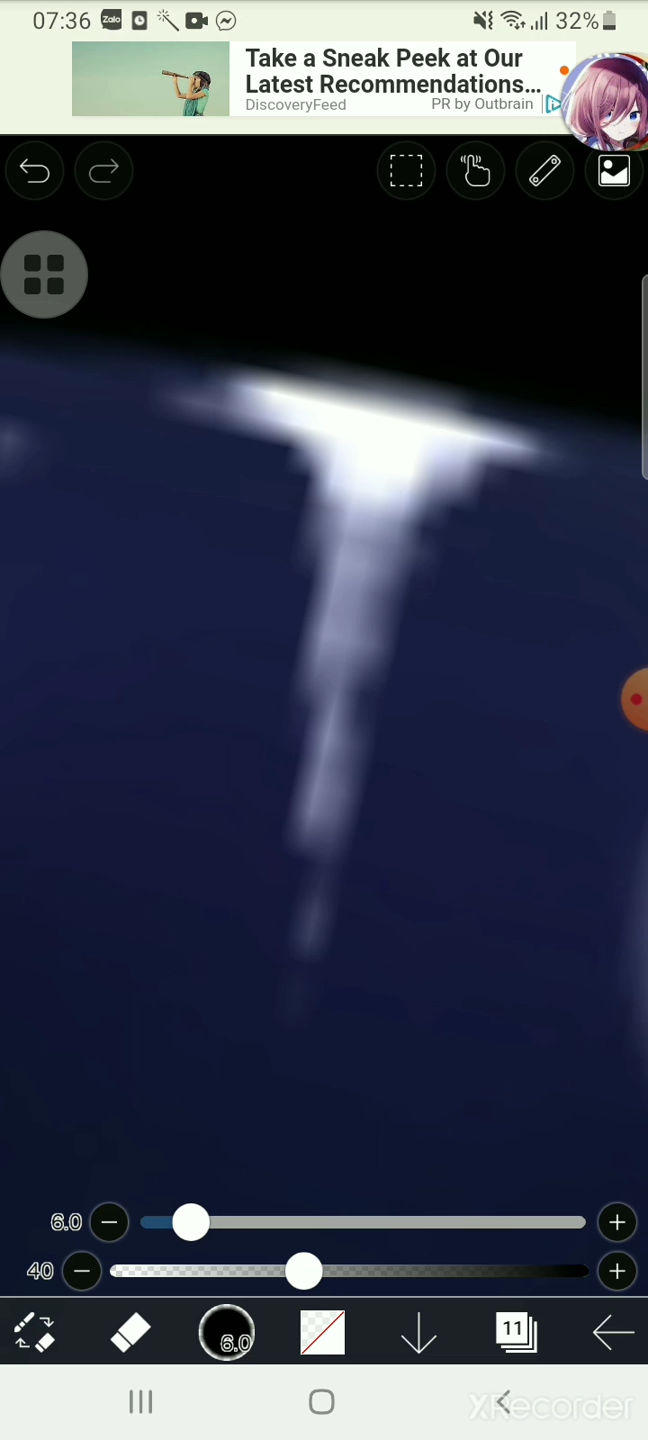 07:36 Zalo 32%
Take a Sneak Peek at Our
Latest Recommendations...
DiscoveryFeed PR by Outbrain
6.0
40
6.0 11
XRecorder